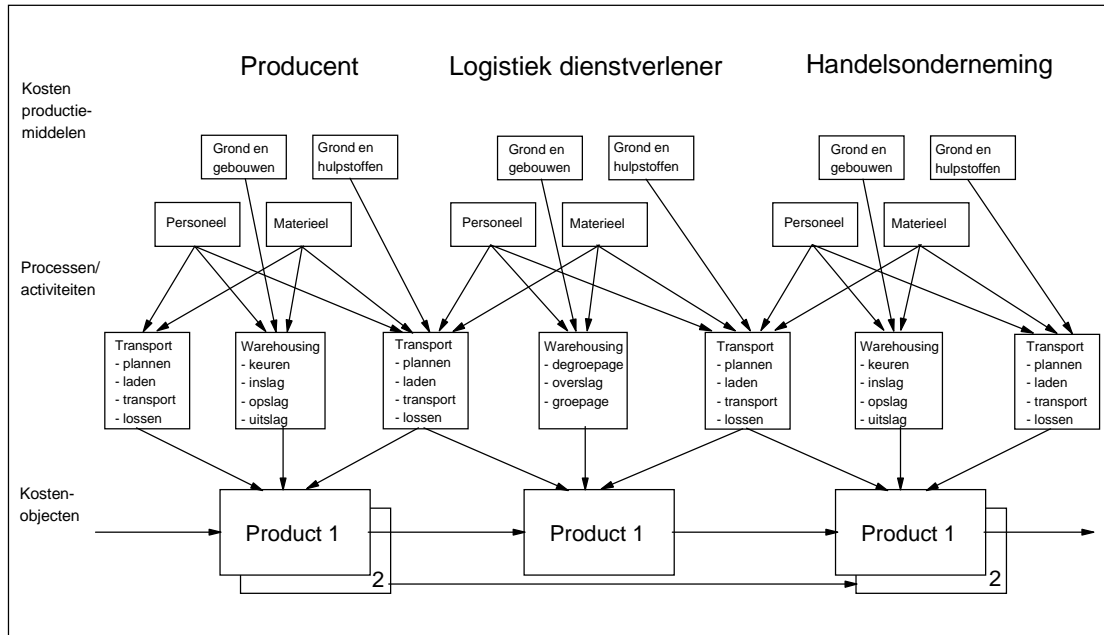 Producent
Logistiek dienstverlener
Handelsonderneming
Kosten
productie-
middelen
Grond en
gebouwen
Grond en
hulpstoffen
Grond en
gebouwen
Grond en
hulpstoffen
Grond en
gebouwen
Grond en
hulpstoffen
Personeel
Materieel
Personeel
Materieel
Personeel
Materieel
Processen/
activiteiten
Transport
- plannen
- laden
- transport
- lossen
Warehousing
- keuren
- inslag
- opslag
- uitslag
Transport
- plannen
- laden
- transport
- lossen
Warehousing
- degroepage
- overslag
- groepage
Transport
- plannen
- laden
- transport
- lossen
Warehousing
- keuren
- inslag
- opslag
- uitslag
Transport
- plannen
- laden
- transport
- lossen
Kosten-
objecten
Product 1
2
Product 1
Product 1
2